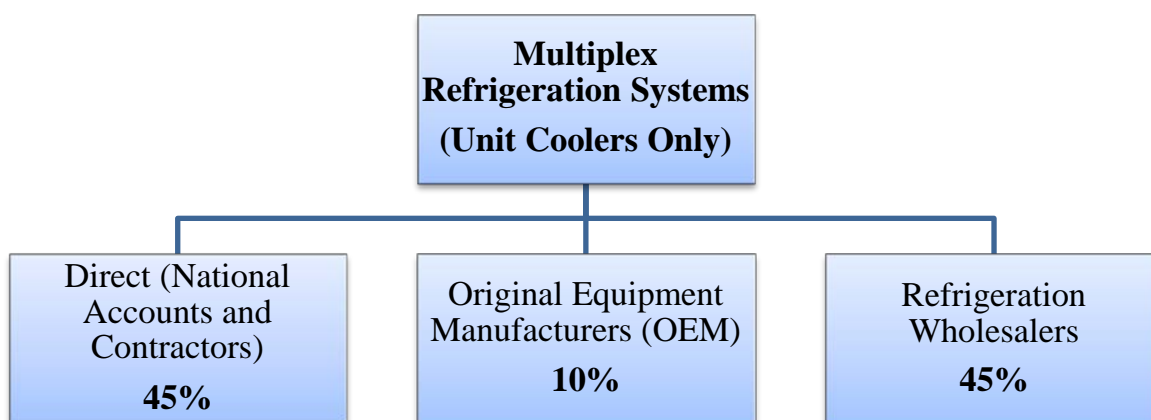 Multiplex
Refrigeration Systems
(Unit Coolers Only)
Direct (National
Accounts and
Contractors)
45%
Original Equipment
Manufacturers (OEM)
10%
Refrigeration
Wholesalers
45%